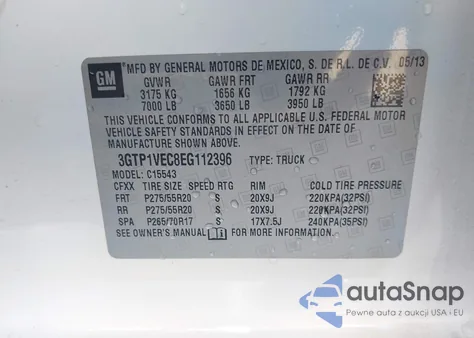 GM
MFD BY GENERAL MOTORS DE MEXICO, S. DE R.L. DE C.V. 05/13
GVWR GAWR FRT GAWR RR
3175 KG 1656 KG 1792 KG
7000 LB 3650 LB 3950 LB
THIS VEHICLE CONFORMS TO ALL APPLICABLE U.S. FEDERAL MOTOR
VEHICLE SAFETY, BUMPER, AND THEFT PREVENTION STANDARDS IN
EFFECT ON THE DATE OF MANUFACTURE SHOWN ABOVE.
3GTP1VEC8EG112396 TYPE: TRUCK
MODEL: C15543
CFXX TIRE SIZE SPEED RTG RIM COLD TIRE PRESSURE
FRT P275/55R20 S 20X9J 220KPA(32PSI)
RR P275/55R20 S 20X9J 220KPA(32PSI)
SPA P265/70R17 S 17X7.5J 240KPA(35PSI)
SEE OWNER'S MANUAL FOR MORE INFORMATION.
autaSnap
Pewne auta z aukcji USA i EU